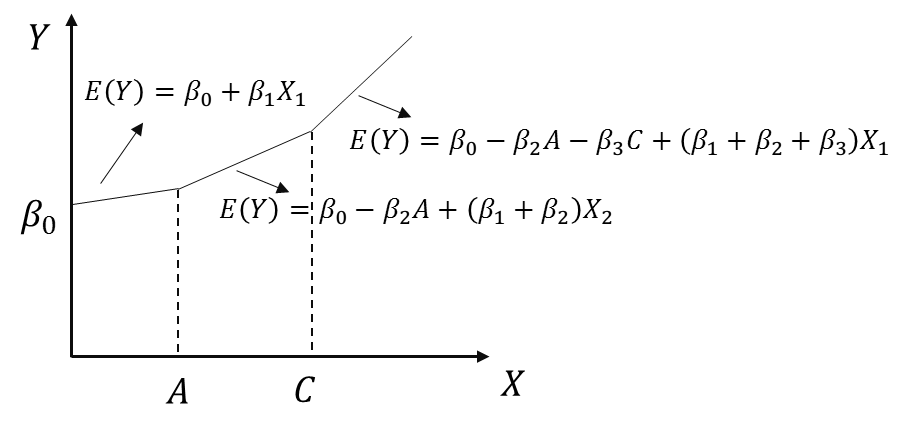 Y
E(Y) = β₀ + β₁X₁
E(Y) = β₀ − β₂A − β₃C + (β₁ + β₂ + β₃)X₁
β₀
E(Y) = β₀ − β₂A + (β₁ + β₂)X₂
A
C
X